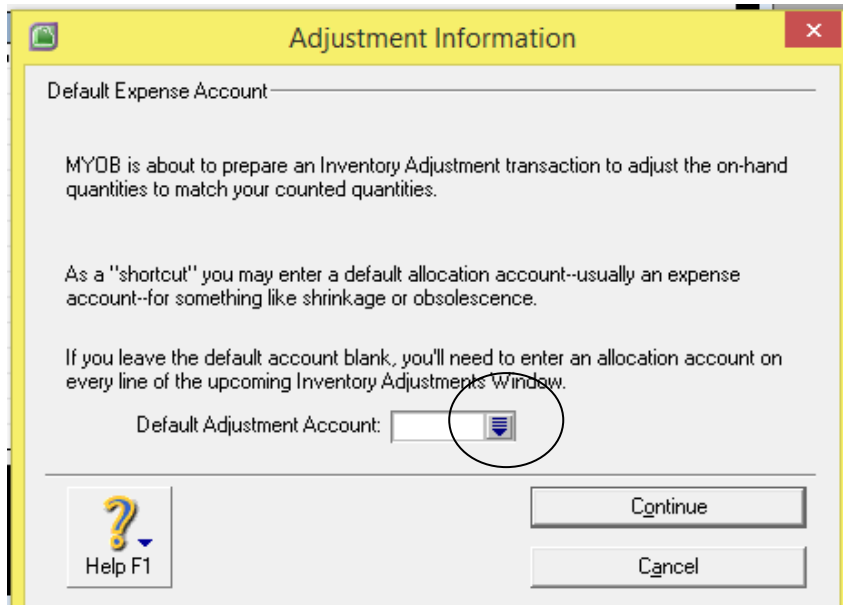 Adjustment Information
Default Expense Account
MYOB is about to prepare an Inventory Adjustment transaction to adjust the on-hand
quantities to match your counted quantities.
As a "shortcut" you may enter a default allocation account--usually an expense
account--for something like shrinkage or obsolescence.
If you leave the default account blank, you'll need to enter an allocation account on
every line of the upcoming Inventory Adjustments Window.
Default Adjustment Account:
Help F1
Continue
Cancel